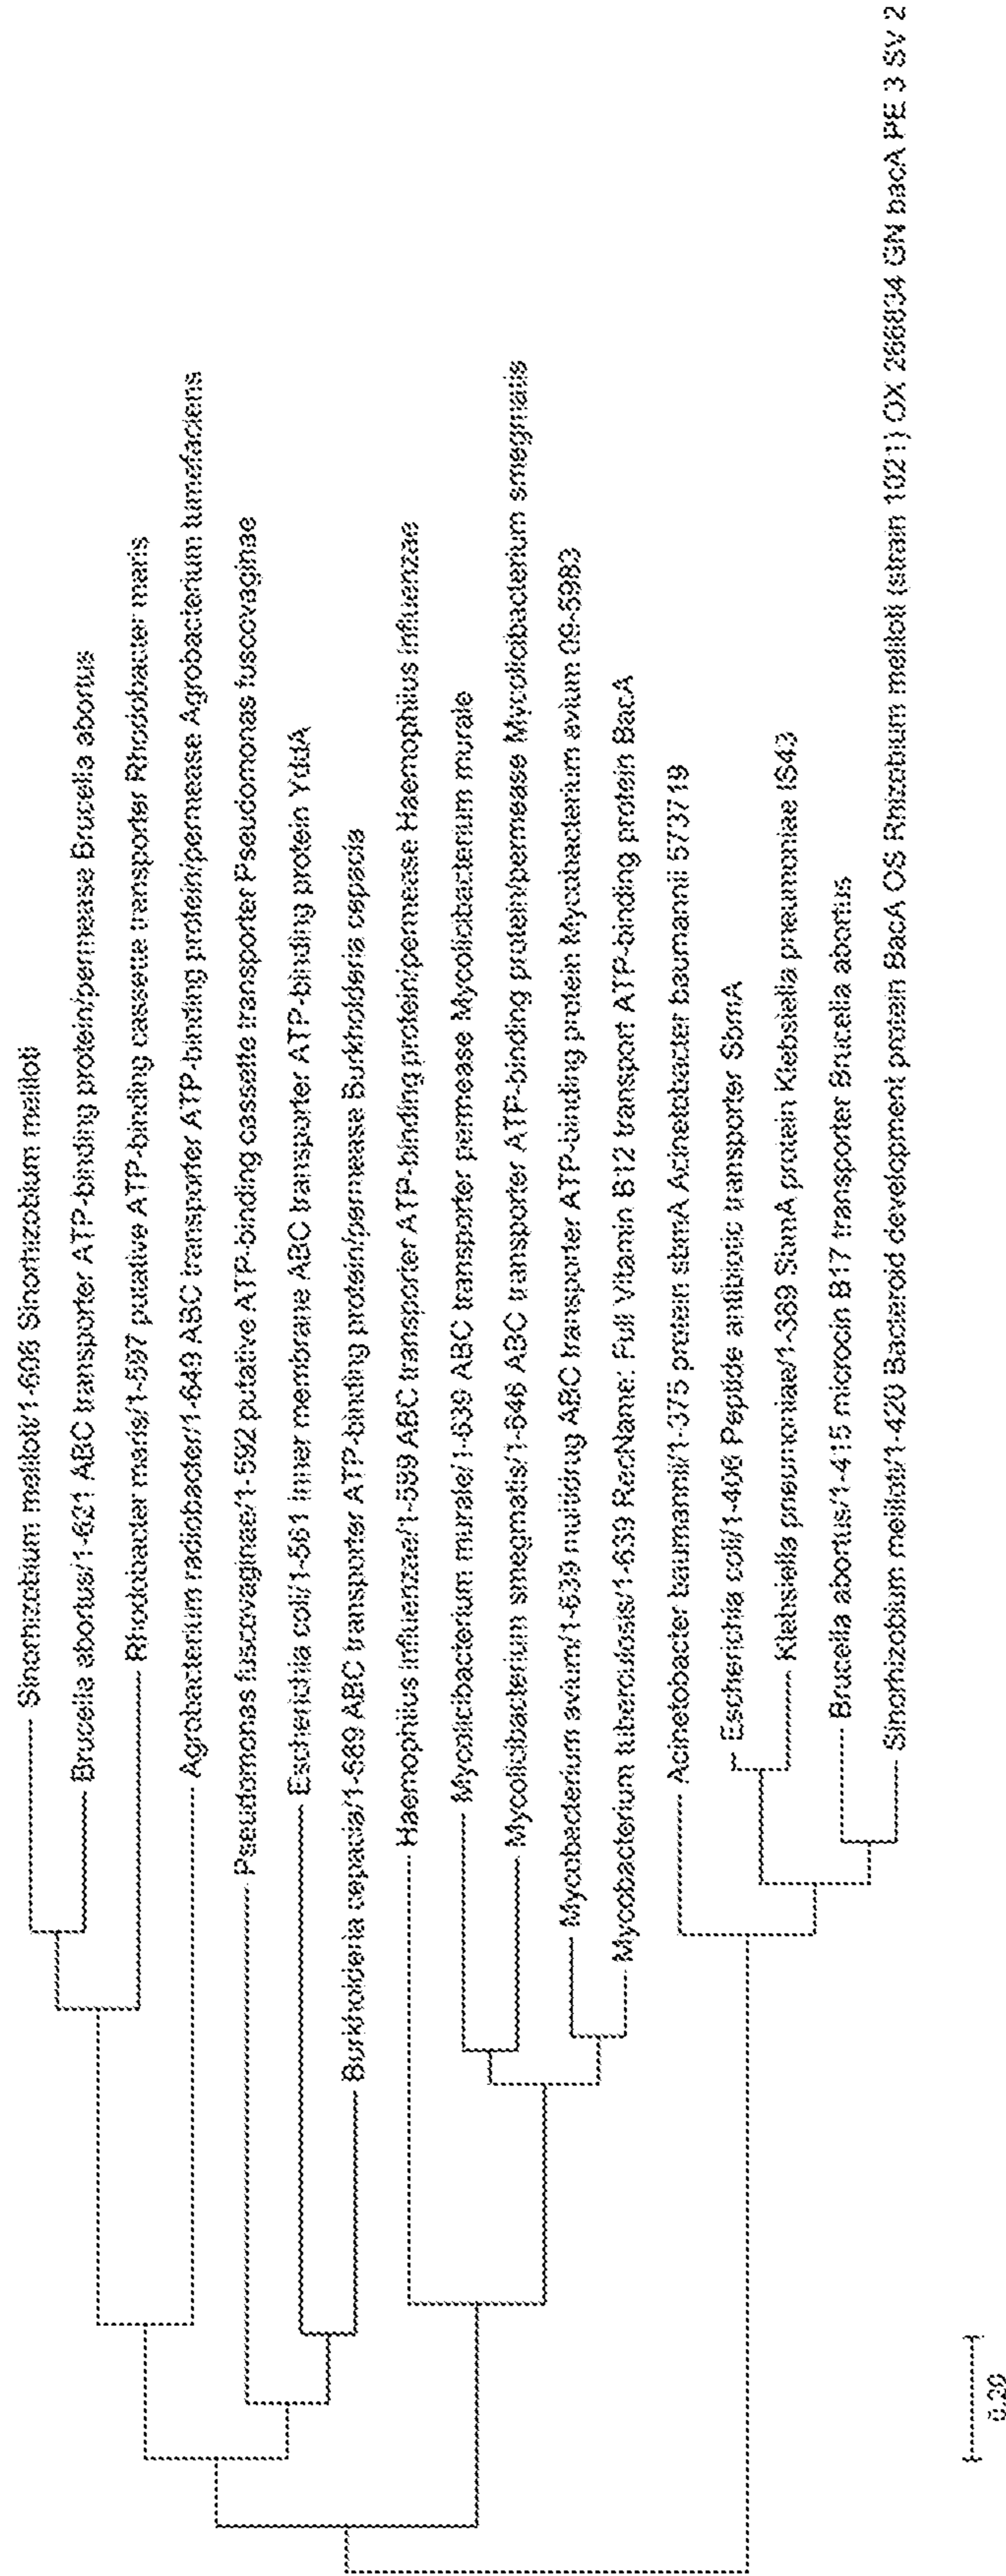 Sinorhizobium meliloti/1-606 Sinorhizobium meliloti
Brucella abortus/1-621 ABC transporter ATP-binding protein/permease Brucella abortus
Rhodobacter maris/1-597 putative ATP-binding cassette transporter Rhodobacter maris
Agrobacterium radiobacter/1-649 ABC transporter ATP-binding protein/permease Agrobacterium tumefaciens
Pseudomonas fuscovaginae/1-592 putative ATP-binding cassette transporter Pseudomonas fuscovaginae
Escherichia coli/1-561 inner membrane ABC transporter ATP-binding protein YddA
Burkholderia cepacia/1-589 ABC transporter ATP-binding protein/permease Burkholderia cepacia
Haemophilus influenzae/1-589 ABC transporter ATP-binding protein/permease Haemophilus influenzae
Mycolicibacterium murale/1-639 ABC transporter permease Mycolicibacterium murale
Mycolicibacterium smegmatis/1-646 ABC transporter ATP-binding protein/permease Mycolicibacterium smegmatis
Mycobacterium avium/1-639 multidrug ABC transporter ATP-binding protein Mycobacterium avium 09-5983
Mycobacterium tuberculosis/1-639 RecName: Full Vitamin B12 transport ATP-binding protein BacA
Acinetobacter baumannii/1-375 protein sbmA Acinetobacter baumannii 573719
Escherichia coli/1-406 Peptide antibiotic transporter SbmA
Klebsiella pneumoniae/1-389 SbmA protein Klebsiella pneumoniae IS43
Brucella abortus/1-415 microcin B17 transporter Brucella abortus
Sinorhizobium meliloti/1-420 Bacteroid development protein BacA OS Rhizobium meliloti (strain 1021) OX 266834 GN bacA PE 3 SV 2
0.20